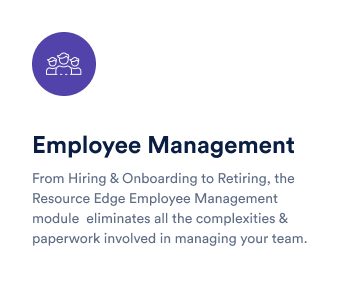 Employee Management
From Hiring & Onboarding to Retiring, the
Resource Edge Employee Management
module  eliminates all the complexities &
paperwork involved in managing your team.